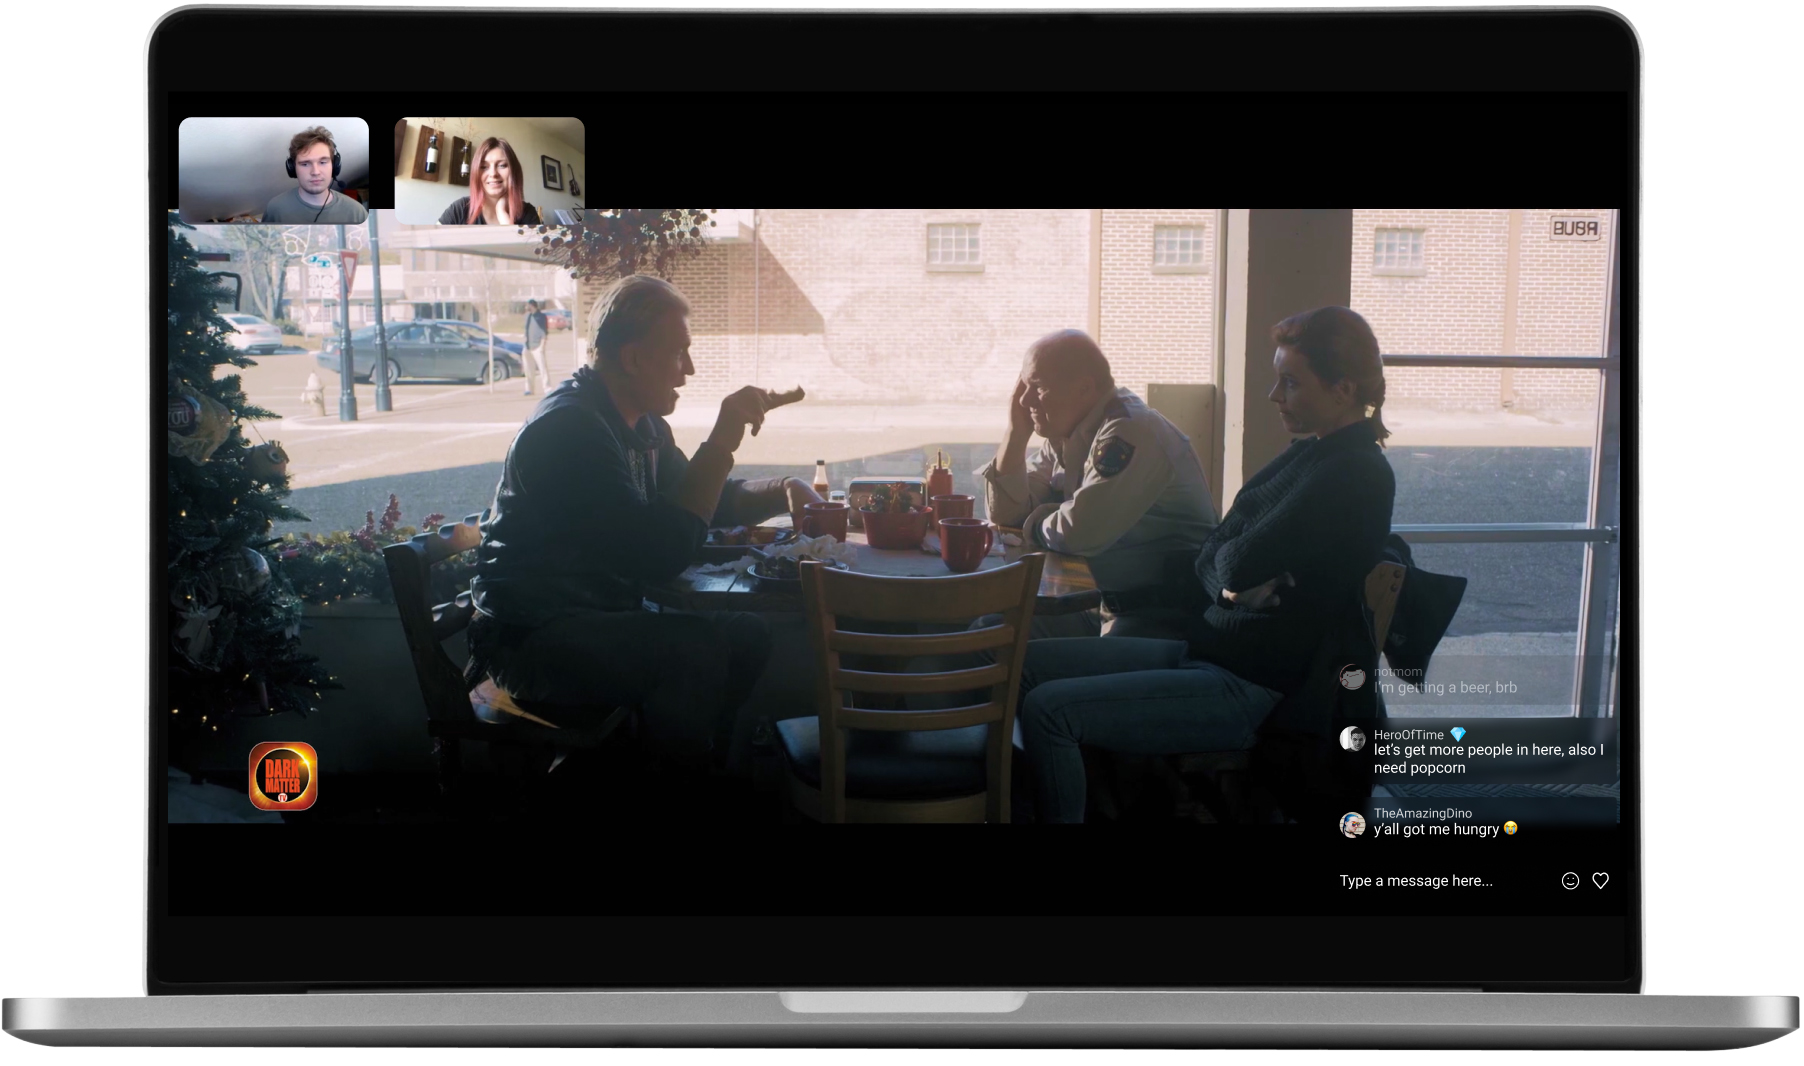 BUBR
DARK
MATTER
TV
notmom
I'm getting a beer, brb
HeroOfTime 💎
let's get more people in here, also I
need popcorn
TheAmazingDino
y'all got me hungry 😭
Type a message here...